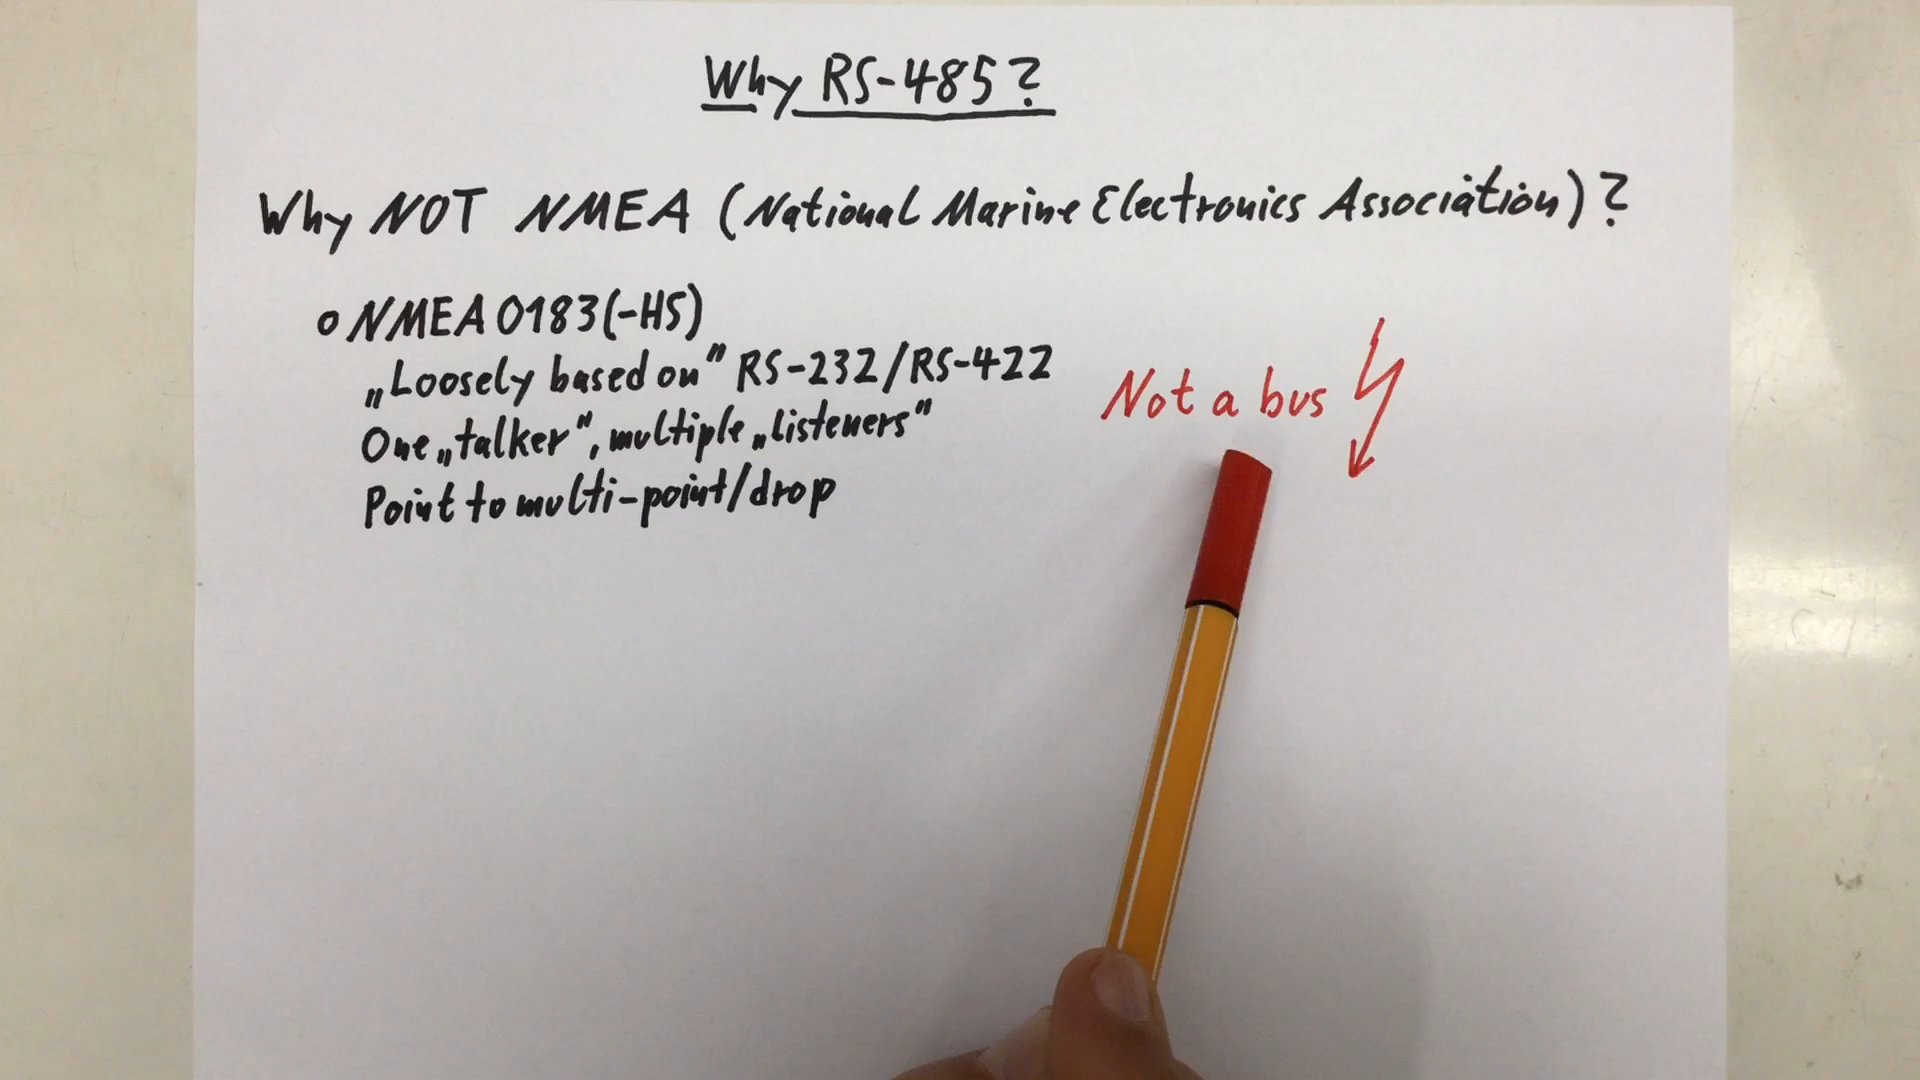 Why RS-485?
Why NOT NMEA (National Marine Electronics Association)?
o NMEA 0183(-HS)
„Loosely based on" RS-232/RS-422
One „talker", multiple „listeners"
Point to multi-point/drop
Not a bus